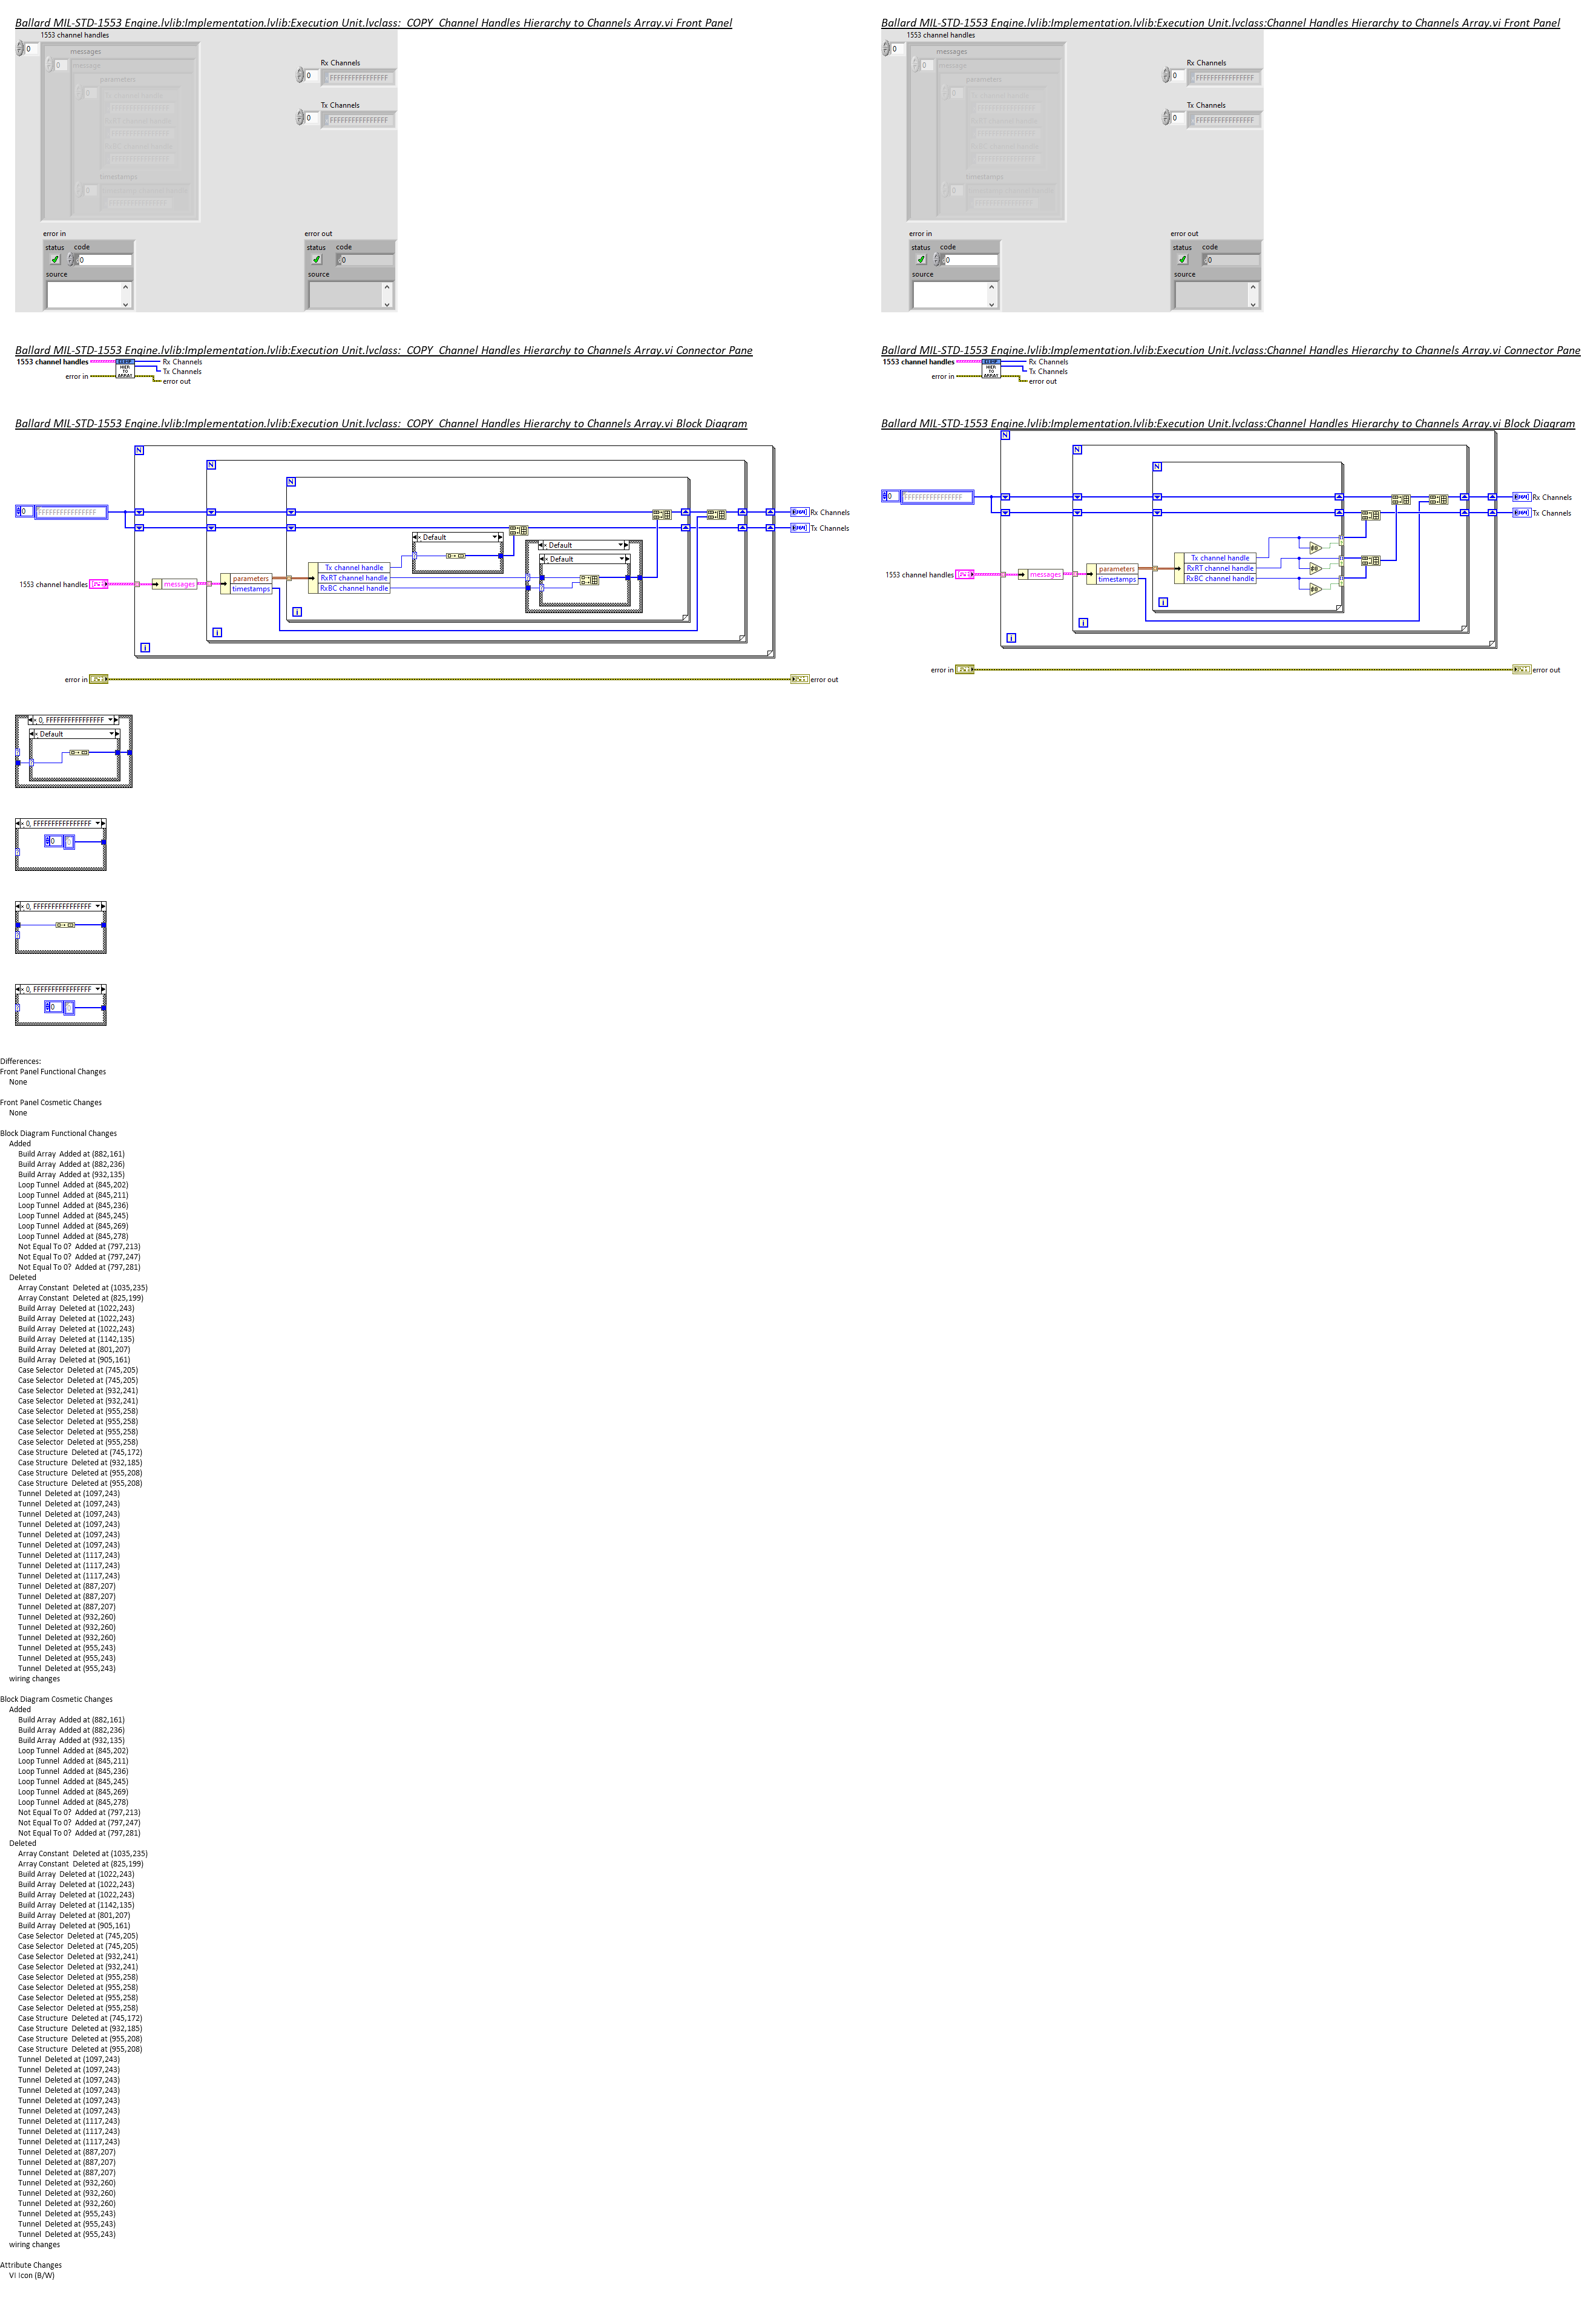 Ballard MIL-STD-1553 Engine.lvlib:Implementation.lvlib:Execution Unit.lvclass:_COPY_Channel Handles Hierarchy to Channels Array.vi Front Panel
1553 channel handles
0
messages
0
message
parameters
0
timestamps
0
Rx Channels
0
FFFFFFFFFFFFFFFF
Tx Channels
0
FFFFFFFFFFFFFFFF
error in
status code
0
source
error out
status code
0
source
Ballard MIL-STD-1553 Engine.lvlib:Implementation.lvlib:Execution Unit.lvclass:Channel Handles Hierarchy to Channels Array.vi Front Panel
1553 channel handles
0
messages
0
message
parameters
0
timestamps
0
Rx Channels
0
FFFFFFFFFFFFFFFF
Tx Channels
0
FFFFFFFFFFFFFFFF
error in
status code
0
source
error out
status code
0
source
Ballard MIL-STD-1553 Engine.lvlib:Implementation.lvlib:Execution Unit.lvclass:_COPY_Channel Handles Hierarchy to Channels Array.vi Connector Pane
1553 channel handles
HIER
TO
ARRAY
Rx Channels
Tx Channels
error in
error out
Ballard MIL-STD-1553 Engine.lvlib:Implementation.lvlib:Execution Unit.lvclass:Channel Handles Hierarchy to Channels Array.vi Connector Pane
1553 channel handles
HIER
TO
ARRAY
Rx Channels
Tx Channels
error in
error out
Ballard MIL-STD-1553 Engine.lvlib:Implementation.lvlib:Execution Unit.lvclass:_COPY_Channel Handles Hierarchy to Channels Array.vi Block Diagram
N
N
N
0
FFFFFFFFFFFFFFFF
Rx Channels
Tx Channels
Default
Default
Default
Tx channel handle
RxRT channel handle
RxBC channel handle
1553 channel handles
messages
parameters
timestamps
i
i
i
error in
error out
Ballard MIL-STD-1553 Engine.lvlib:Implementation.lvlib:Execution Unit.lvclass:Channel Handles Hierarchy to Channels Array.vi Block Diagram
N
N
N
0
FFFFFFFFFFFFFFFF
Rx Channels
Tx Channels
Tx channel handle
RxRT channel handle
RxBC channel handle
1553 channel handles
messages
parameters
timestamps
i
i
i
error in
error out
0, FFFFFFFFFFFFFFFF
Default
0, FFFFFFFFFFFFFFFF
0
0, FFFFFFFFFFFFFFFF
0, FFFFFFFFFFFFFFFF
0
Differences:
Front Panel Functional Changes
None
Front Panel Cosmetic Changes
None
Block Diagram Functional Changes
Added
Build Array Added at (882,161)
Build Array Added at (882,236)
Build Array Added at (932,135)
Loop Tunnel Added at (845,202)
Loop Tunnel Added at (845,211)
Loop Tunnel Added at (845,236)
Loop Tunnel Added at (845,245)
Loop Tunnel Added at (845,269)
Loop Tunnel Added at (845,278)
Not Equal To 0? Added at (797,213)
Not Equal To 0? Added at (797,247)
Not Equal To 0? Added at (797,281)
Deleted
Array Constant Deleted at (1035,235)
Array Constant Deleted at (825,199)
Build Array Deleted at (1022,243)
Build Array Deleted at (1022,243)
Build Array Deleted at (1022,243)
Build Array Deleted at (1142,135)
Build Array Deleted at (801,207)
Build Array Deleted at (905,161)
Case Selector Deleted at (745,205)
Case Selector Deleted at (745,205)
Case Selector Deleted at (932,241)
Case Selector Deleted at (932,241)
Case Selector Deleted at (955,258)
Case Selector Deleted at (955,258)
Case Selector Deleted at (955,258)
Case Selector Deleted at (955,258)
Case Structure Deleted at (745,172)
Case Structure Deleted at (932,185)
Case Structure Deleted at (955,208)
Case Structure Deleted at (955,208)
Tunnel Deleted at (1097,243)
Tunnel Deleted at (1097,243)
Tunnel Deleted at (1097,243)
Tunnel Deleted at (1097,243)
Tunnel Deleted at (1097,243)
Tunnel Deleted at (1097,243)
Tunnel Deleted at (1117,243)
Tunnel Deleted at (1117,243)
Tunnel Deleted at (1117,243)
Tunnel Deleted at (887,207)
Tunnel Deleted at (887,207)
Tunnel Deleted at (887,207)
Tunnel Deleted at (932,260)
Tunnel Deleted at (932,260)
Tunnel Deleted at (932,260)
Tunnel Deleted at (955,243)
Tunnel Deleted at (955,243)
Tunnel Deleted at (955,243)
wiring changes
Block Diagram Cosmetic Changes
Added
Build Array Added at (882,161)
Build Array Added at (882,236)
Build Array Added at (932,135)
Loop Tunnel Added at (845,202)
Loop Tunnel Added at (845,211)
Loop Tunnel Added at (845,236)
Loop Tunnel Added at (845,245)
Loop Tunnel Added at (845,269)
Loop Tunnel Added at (845,278)
Not Equal To 0? Added at (797,213)
Not Equal To 0? Added at (797,247)
Not Equal To 0? Added at (797,281)
Deleted
Array Constant Deleted at (1035,235)
Array Constant Deleted at (825,199)
Build Array Deleted at (1022,243)
Build Array Deleted at (1022,243)
Build Array Deleted at (1022,243)
Build Array Deleted at (1142,135)
Build Array Deleted at (801,207)
Build Array Deleted at (905,161)
Case Selector Deleted at (745,205)
Case Selector Deleted at (745,205)
Case Selector Deleted at (932,241)
Case Selector Deleted at (932,241)
Case Selector Deleted at (955,258)
Case Selector Deleted at (955,258)
Case Selector Deleted at (955,258)
Case Selector Deleted at (955,258)
Case Structure Deleted at (745,172)
Case Structure Deleted at (932,185)
Case Structure Deleted at (955,208)
Case Structure Deleted at (955,208)
Tunnel Deleted at (1097,243)
Tunnel Deleted at (1097,243)
Tunnel Deleted at (1097,243)
Tunnel Deleted at (1097,243)
Tunnel Deleted at (1097,243)
Tunnel Deleted at (1097,243)
Tunnel Deleted at (1117,243)
Tunnel Deleted at (1117,243)
Tunnel Deleted at (1117,243)
Tunnel Deleted at (887,207)
Tunnel Deleted at (887,207)
Tunnel Deleted at (887,207)
Tunnel Deleted at (932,260)
Tunnel Deleted at (932,260)
Tunnel Deleted at (932,260)
Tunnel Deleted at (955,243)
Tunnel Deleted at (955,243)
Tunnel Deleted at (955,243)
wiring changes
Attribute Changes
VI Icon (B/W)